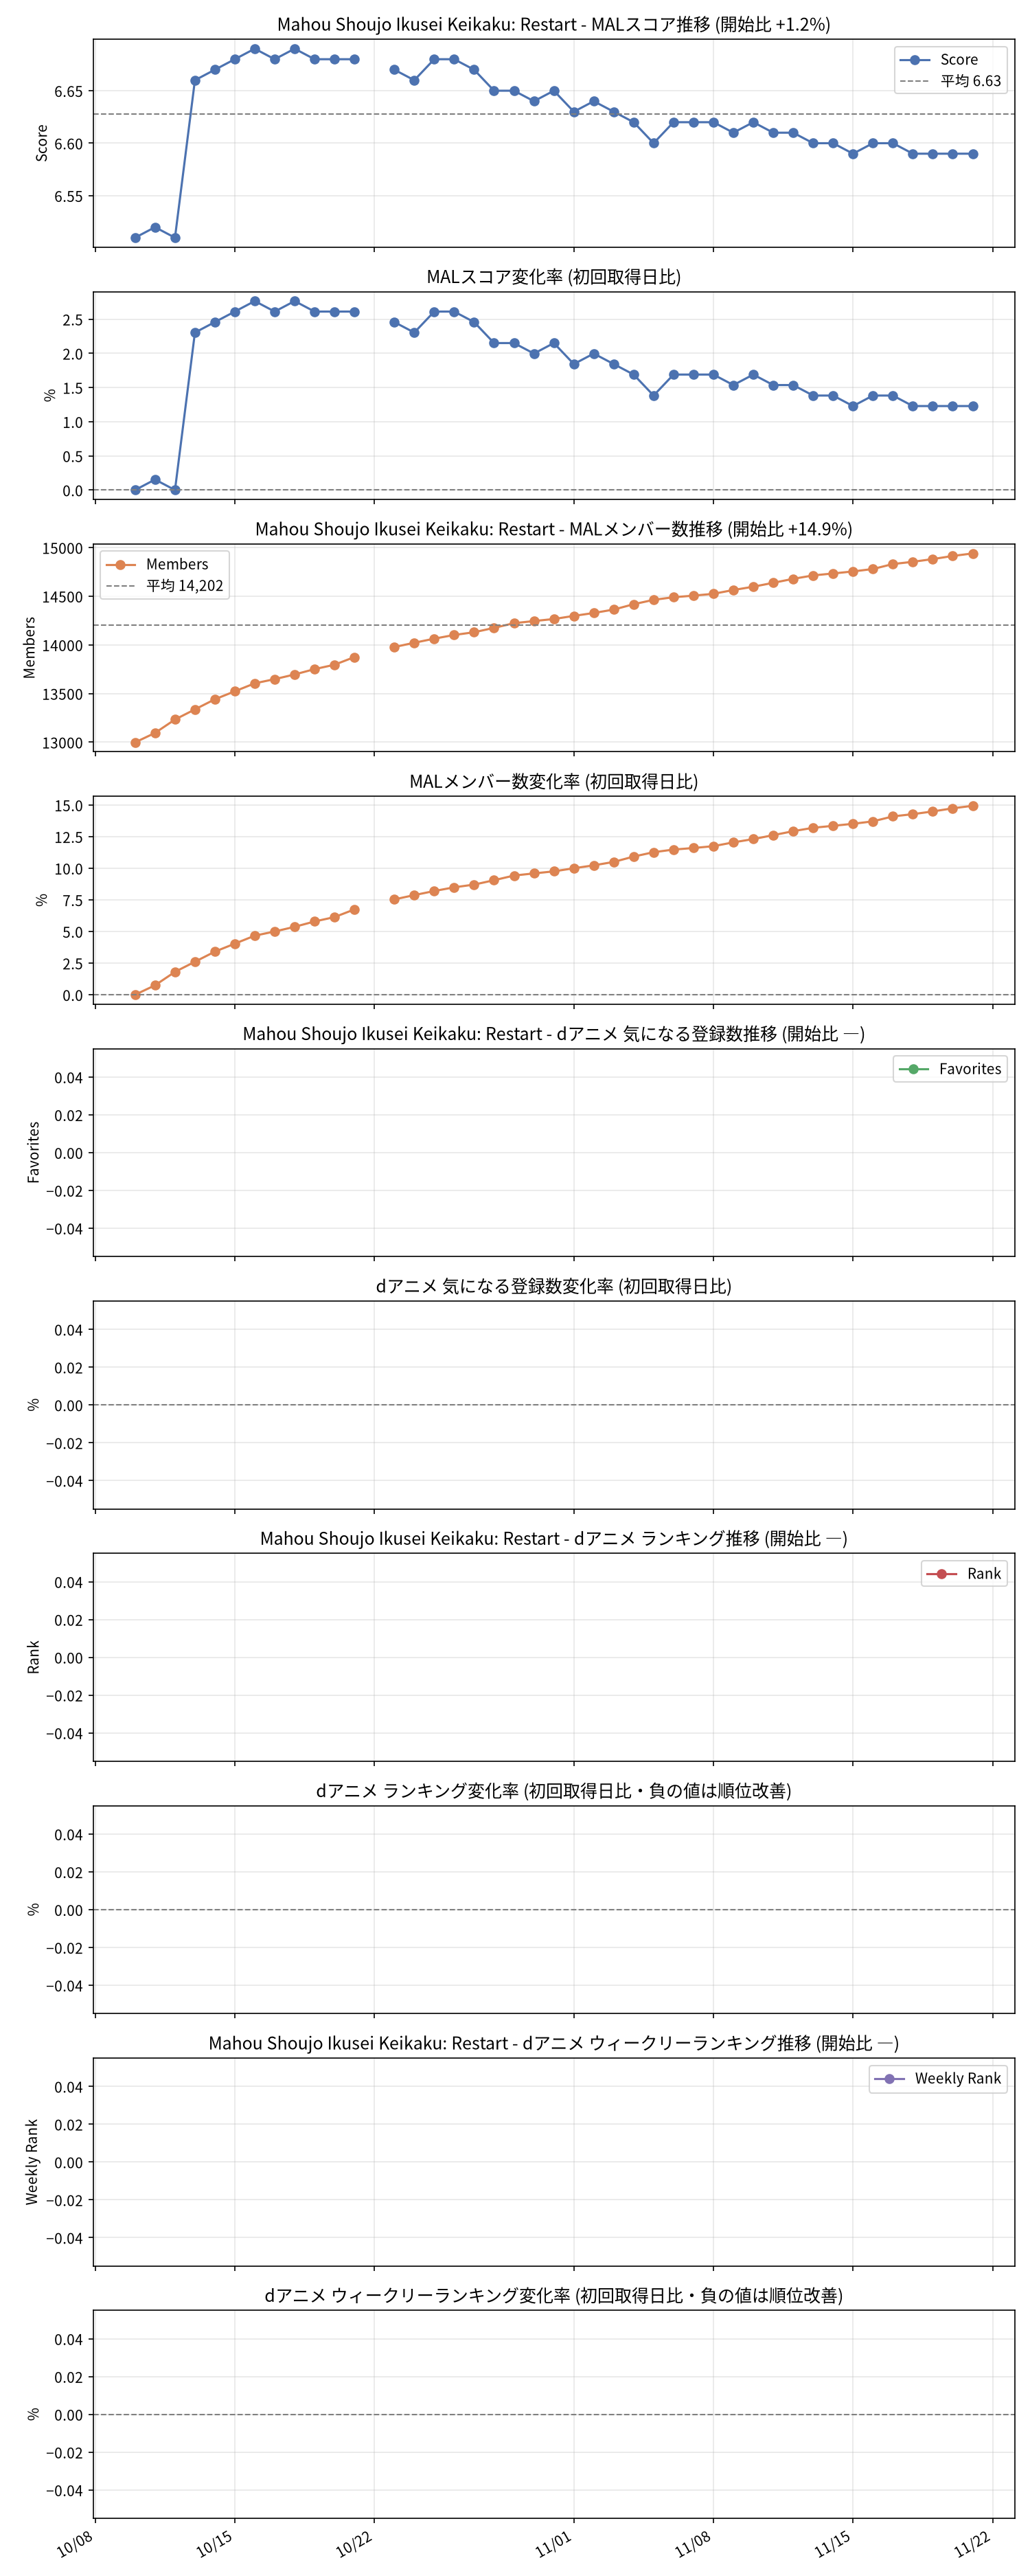 Mahou Shoujo Ikusei Keikaku: Restart - MALスコア推移 (開始比 +1.2%)
Score
6.65
6.60
6.55
Score
平均 6.63
MALスコア変化率 (初回取得日比)
%
2.5
2.0
1.5
1.0
0.5
0.0
Mahou Shoujo Ikusei Keikaku: Restart - MALメンバー数推移 (開始比 +14.9%)
Members
15000
14500
14000
13500
13000
Members
平均 14,202
MALメンバー数変化率 (初回取得日比)
%
15.0
12.5
10.0
7.5
5.0
2.5
0.0
Mahou Shoujo Ikusei Keikaku: Restart - dアニメ 気になる登録数推移 (開始比 —)
Favorites
0.04
0.02
0.00
−0.02
−0.04
Favorites
dアニメ 気になる登録数変化率 (初回取得日比)
%
0.04
0.02
0.00
−0.02
−0.04
Mahou Shoujo Ikusei Keikaku: Restart - dアニメ ランキング推移 (開始比 —)
Rank
0.04
0.02
0.00
−0.02
−0.04
Rank
dアニメ ランキング変化率 (初回取得日比・負の値は順位改善)
%
0.04
0.02
0.00
−0.02
−0.04
Mahou Shoujo Ikusei Keikaku: Restart - dアニメ ウィークリーランキング推移 (開始比 —)
Weekly Rank
0.04
0.02
0.00
−0.02
−0.04
Weekly Rank
dアニメ ウィークリーランキング変化率 (初回取得日比・負の値は順位改善)
%
0.04
0.02
0.00
−0.02
−0.04
10/08
10/15
10/22
11/01
11/08
11/15
11/22